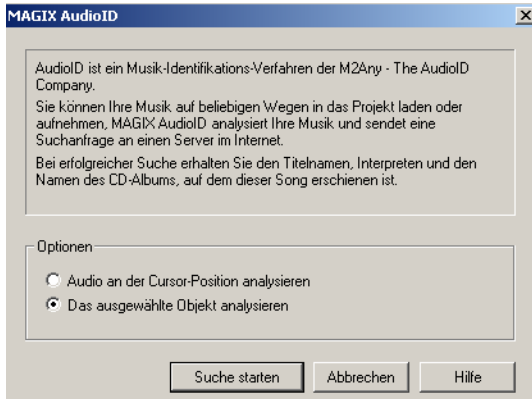 MAGIX AudioID
AudioID ist ein Musik-Identifikations-Verfahren der M2Any - The AudioID
Company.
Sie können Ihre Musik auf beliebigen Wegen in das Projekt laden oder
aufnehmen, MAGIX AudioID analysiert Ihre Musik und sendet eine
Suchanfrage an einen Server im Internet.
Bei erfolgreicher Suche erhalten Sie den Titelnamen, Interpreten und den
Namen des CD-Albums, auf dem dieser Song erschienen ist.
Optionen
Audio an der Cursor-Position analysieren
Das ausgewählte Objekt analysieren
Suche starten Abbrechen Hilfe